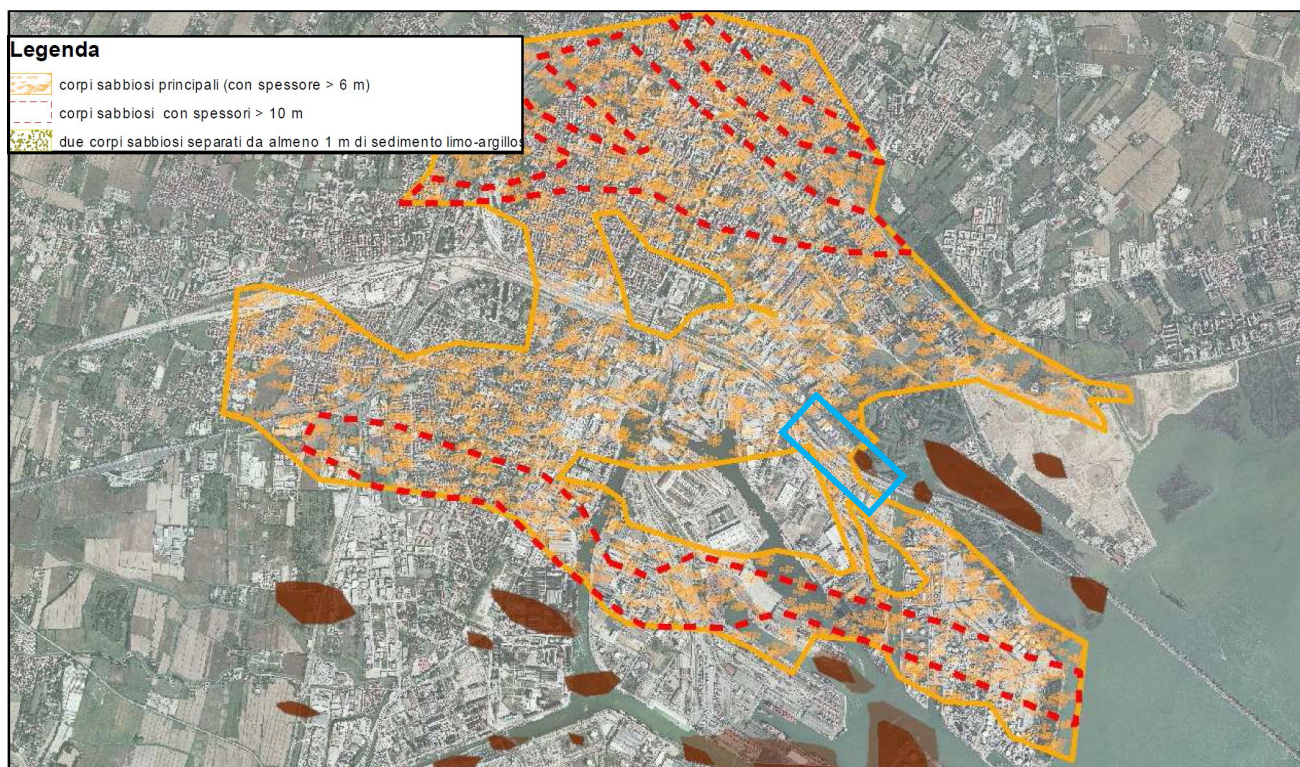 Legenda
corpi sabbiosi principali (con spessore > 6 m)
corpi sabbiosi con spessori > 10 m
due corpi sabbiosi separati da almeno 1 m di sedimento limo-argillos